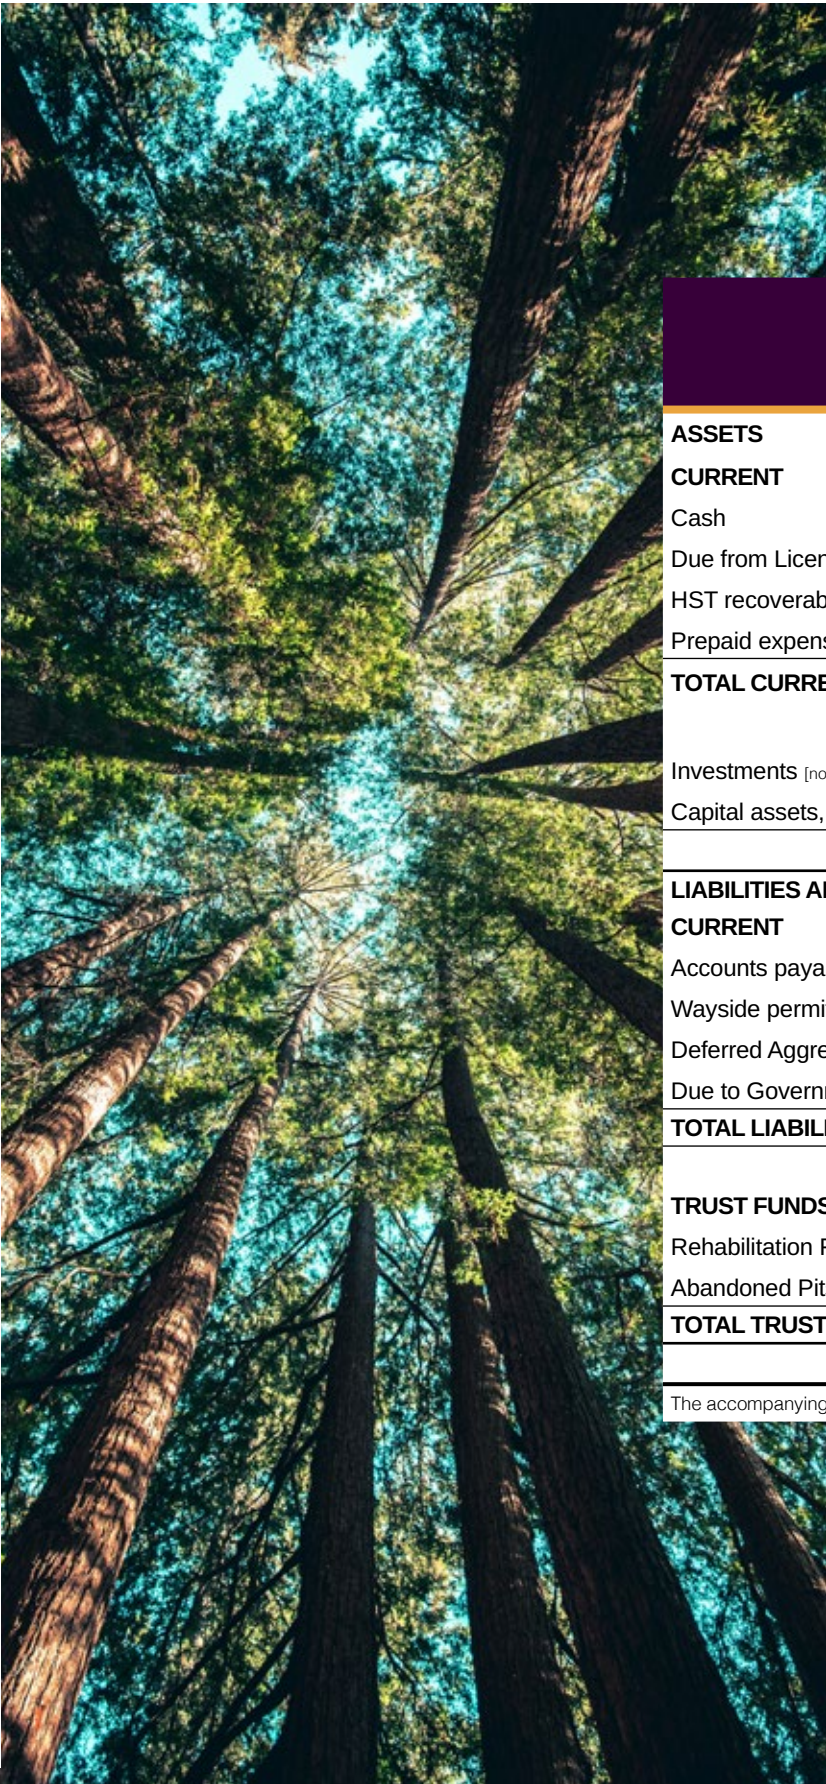 ASSETS
CURRENT
Cash
Due from Licen
HST recoverab
Prepaid expens
TOTAL CURRE
Investments [no
Capital assets,
LIABILITIES A
CURRENT
Accounts paya
Wayside permi
Deferred Aggre
Due to Govern
TOTAL LIABILI
TRUST FUNDS
Rehabilitation F
Abandoned Pit
TOTAL TRUST
The accompanying